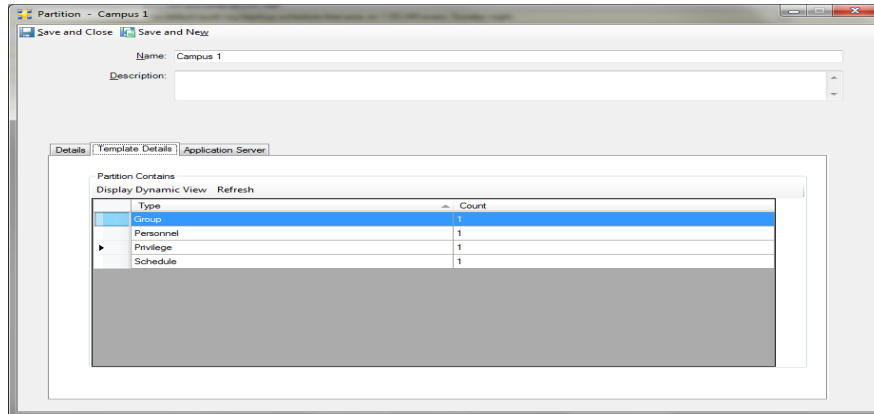 Partition - Campus 1
Save and Close Save and New
Name: Campus 1
Description:
Details Template Details Application Server
Partition Contains
Display Dynamic View Refresh
Type Count
Group 1
Personnel 1
Privilege 1
Schedule 1